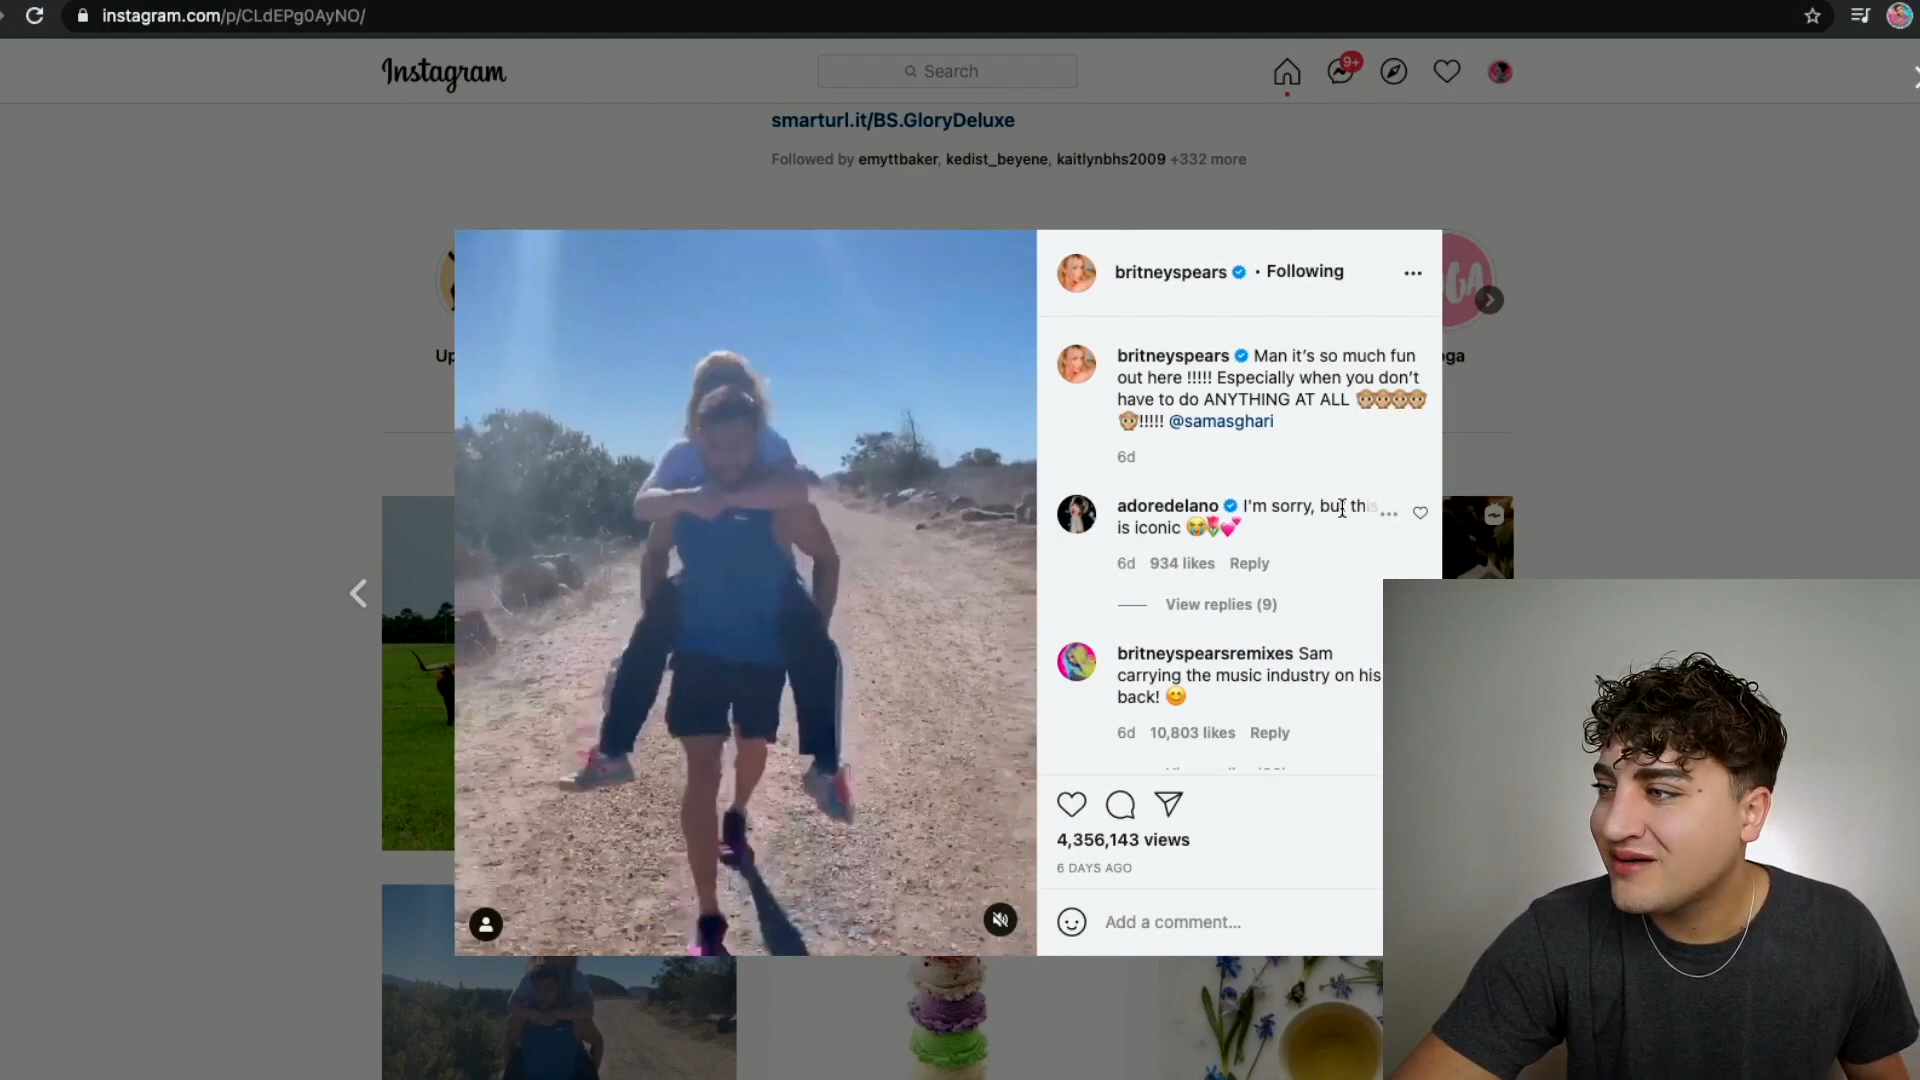 instagram.com/p/CLdEPg0AyNO/
Instagram
Search
9+
smarturl.it/BS.GloryDeluxe
Followed by emyttbaker, kedist_beyene, kaitlynbhs2009 +332 more
britneyspears • Following
britneyspears Man it's so much fun
out here !!!!! Especially when you don't
have to do ANYTHING AT ALL 🙊🙊🙊🙊
🙊!!!!! @samasghari
6d
adoredelano I'm sorry, but this
is iconic 😭🌷💕
6d 934 likes Reply
View replies (9)
britneyspearsremixes Sam
carrying the music industry on his
back! 😊
6d 10,803 likes Reply
4,356,143 views
6 DAYS AGO
Add a comment...
Up